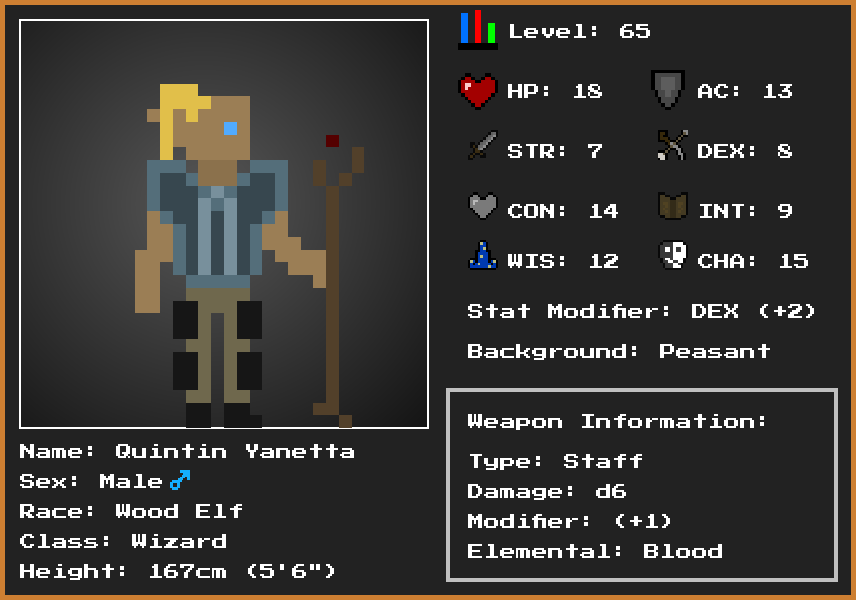 Level: 65
HP: 18
AC: 13
STR: 7
DEX: 8
CON: 14
INT: 9
WIS: 12
CHA: 15
Stat Modifier: DEX (+2)
Background: Peasant
Weapon Information:
Type: Staff
Damage: d6
Modifier: (+1)
Elemental: Blood
Name: Quintin Yanetta
Sex: Male♂
Race: Wood Elf
Class: Wizard
Height: 167cm (5'6")